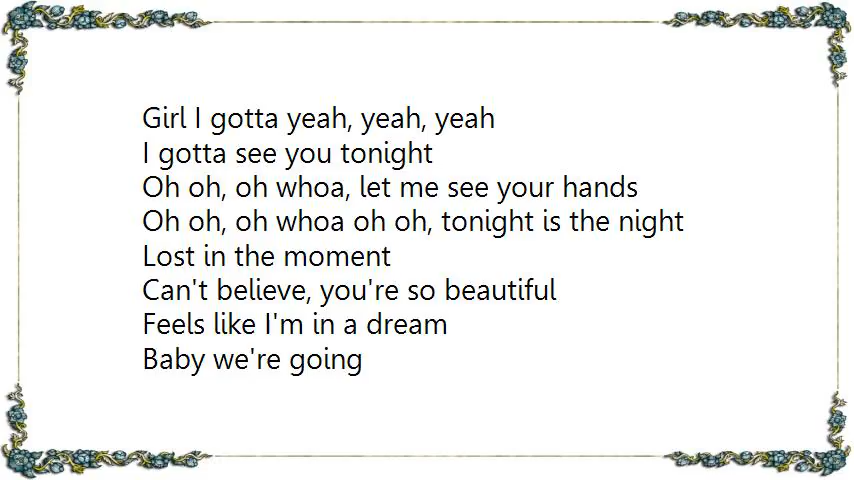 Girl I gotta yeah, yeah, yeah
I gotta see you tonight
Oh oh, oh whoa, let me see your hands
Oh oh, oh whoa oh oh, tonight is the night
Lost in the moment
Can't believe, you're so beautiful
Feels like I'm in a dream
Baby we're going